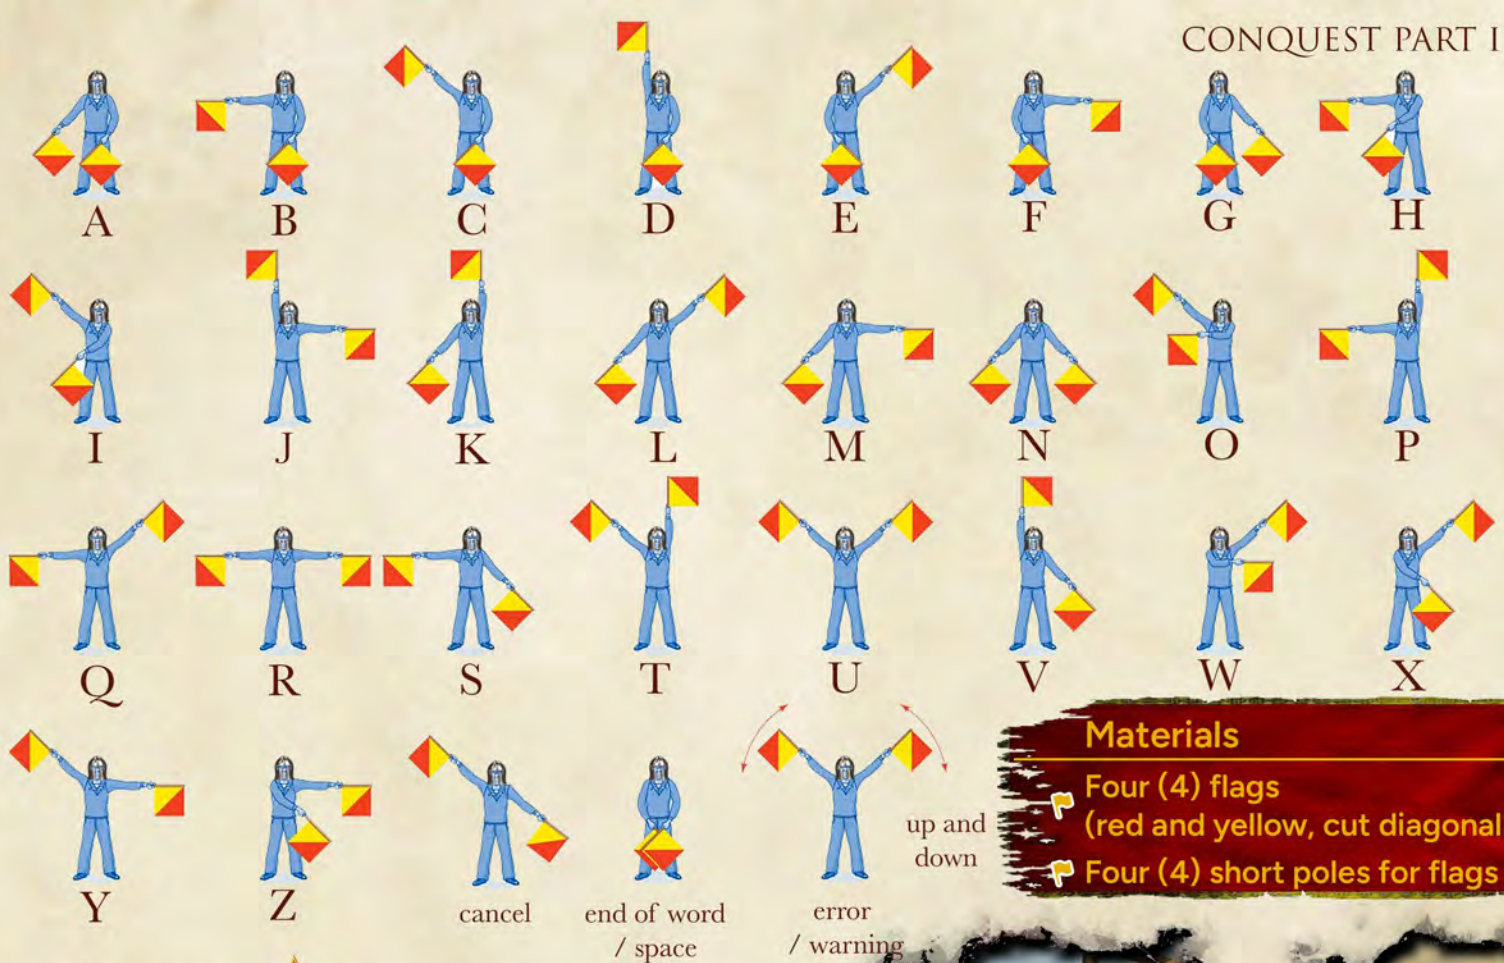 CONQUEST PART I
A B C D E F G H
I J K L M N O P
Q R S T U V W X
Y Z
cancel
end of word
/ space
error
/ warning
up and
down
Materials
Four (4) flags
(red and yellow, cut diagonal
Four (4) short poles for flags